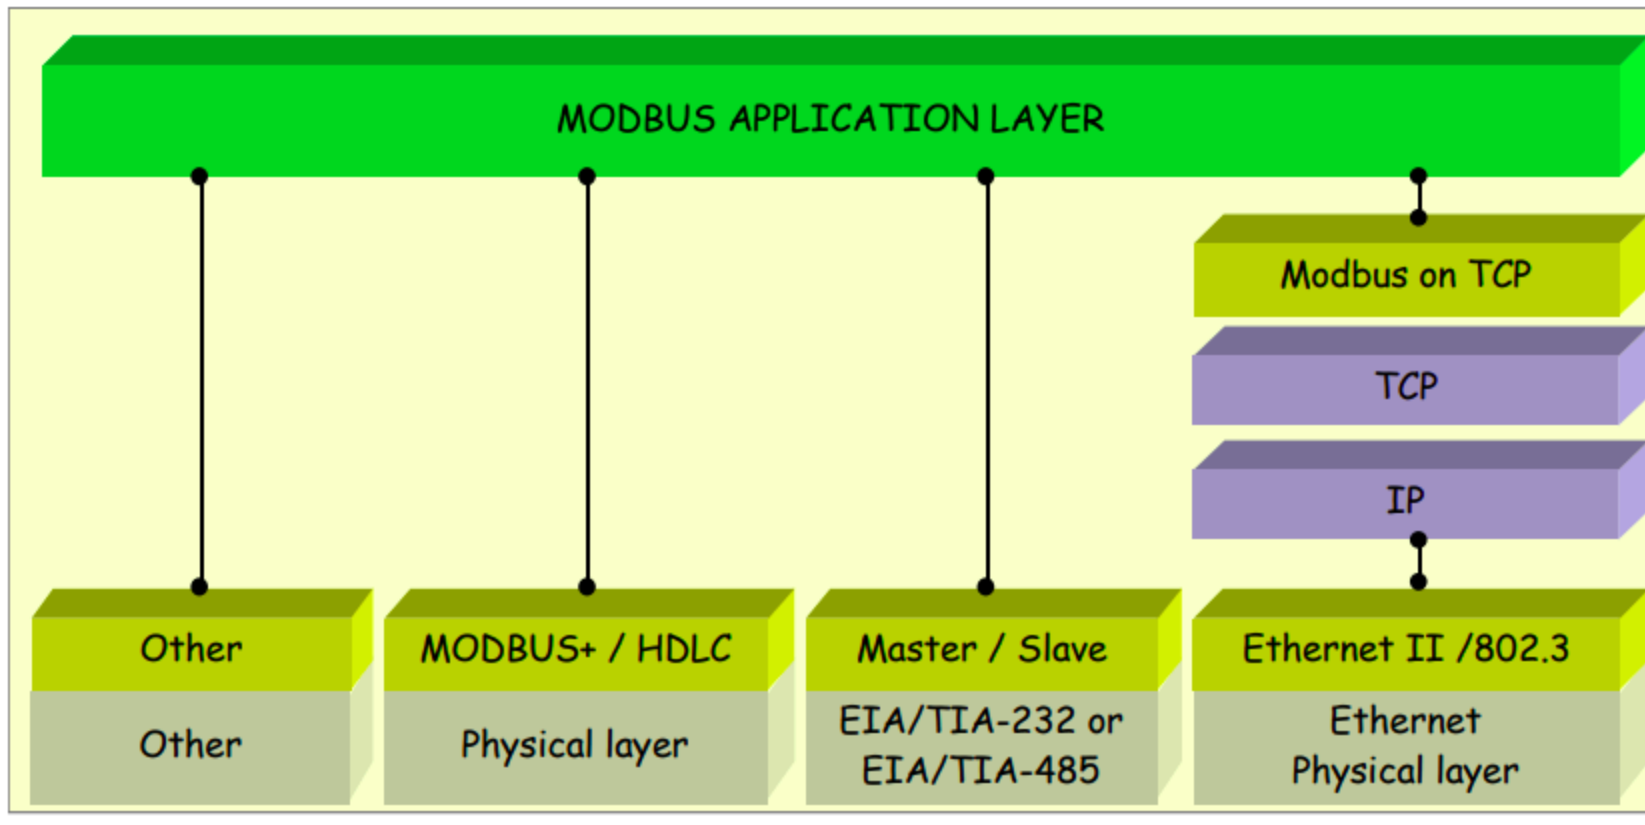 MODBUS APPLICATION LAYER
Modbus on TCP
TCP
IP
Other
MODBUS+ / HDLC
Master / Slave
Ethernet II /802.3
Other
Physical layer
EIA/TIA-232 or
EIA/TIA-485
Ethernet
Physical layer